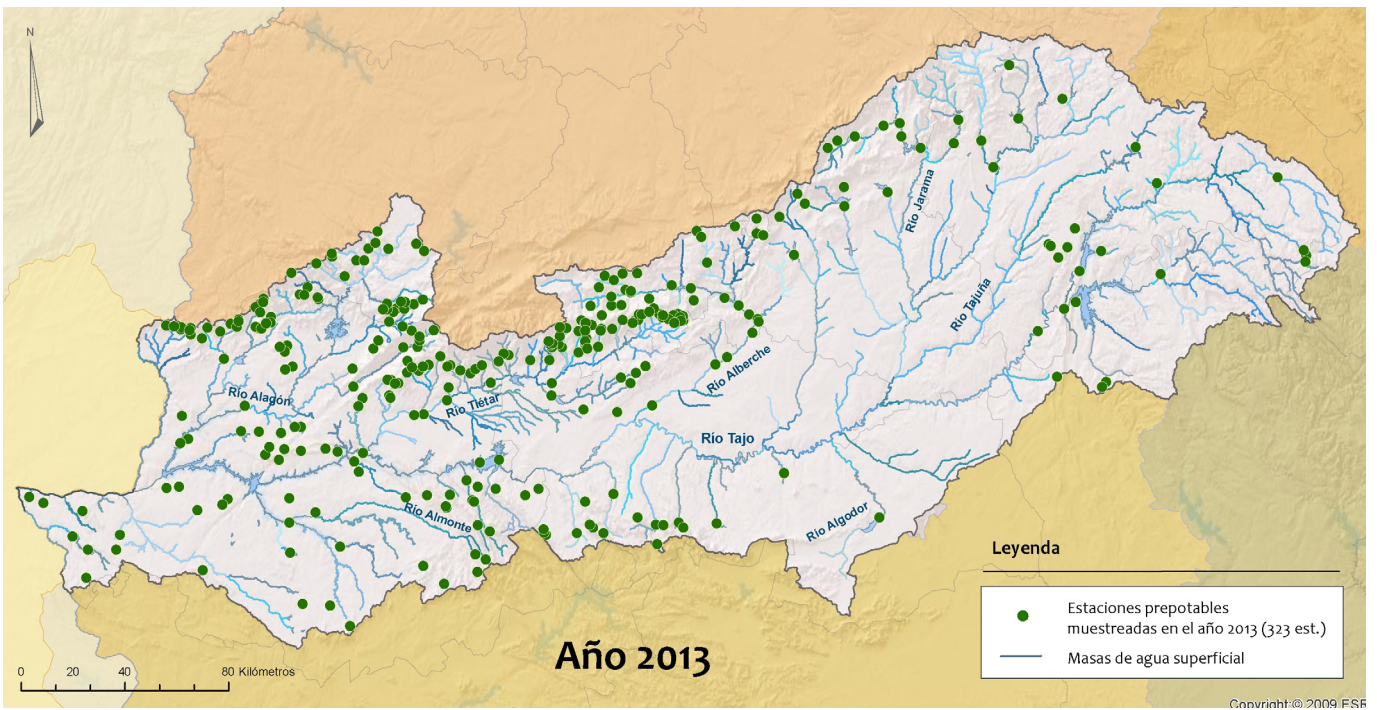 N
Río Jarama
Río Tajuña
Río Alberche
Río Alagón
Río Tiétar
Río Tajo
Río Almonte
Río Algodor
Leyenda
Estaciones prepotables
muestreadas en el año 2013 (323 est.)
Masas de agua superficial
Año 2013
0 20 40 80 Kilómetros
Copyright:© 2009 ESR